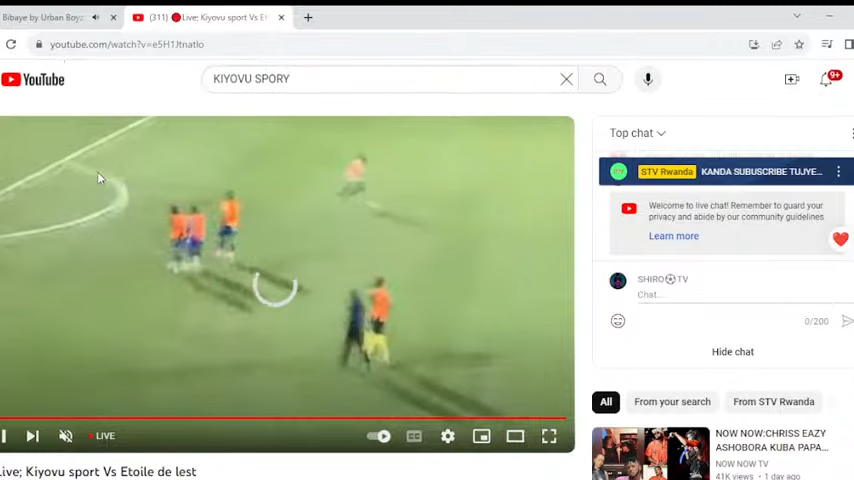 Bibaye by Urban Boyz
(311) 🔴Live; Kiyovu sport Vs Et
youtube.com/watch?v=e5H1Jtnatlo
YouTube
KIYOVU SPORY
9+
Top chat
STV Rwanda KANDA SUBUSCRIBE TUJYE...
Welcome to live chat! Remember to guard your
privacy and abide by our community guidelines
Learn more
SHIRO⚽TV
Chat...
0/200
Hide chat
LIVE
CC
All
From your search
From STV Rwanda
NOW NOW:CHRISS EAZY
ASHOBORA KUBA PAPA...
NOW NOW TV
41K views • 1 day ago
Live; Kiyovu sport Vs Etoile de lest